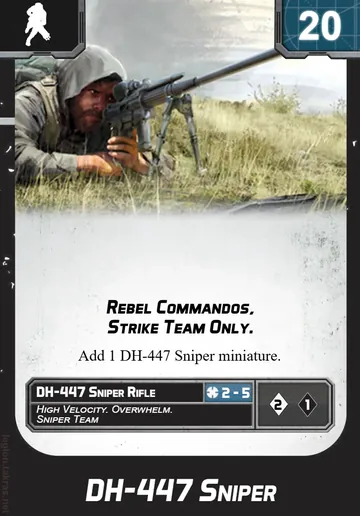 20
REBEL COMMANDOS,
STRIKE TEAM ONLY.
Add 1 DH-447 Sniper miniature.
DH-447 SNIPER RIFLE 2 - 5
HIGH VELOCITY. OVERWHELM.
SNIPER TEAM
2 1
DH-447 SNIPER